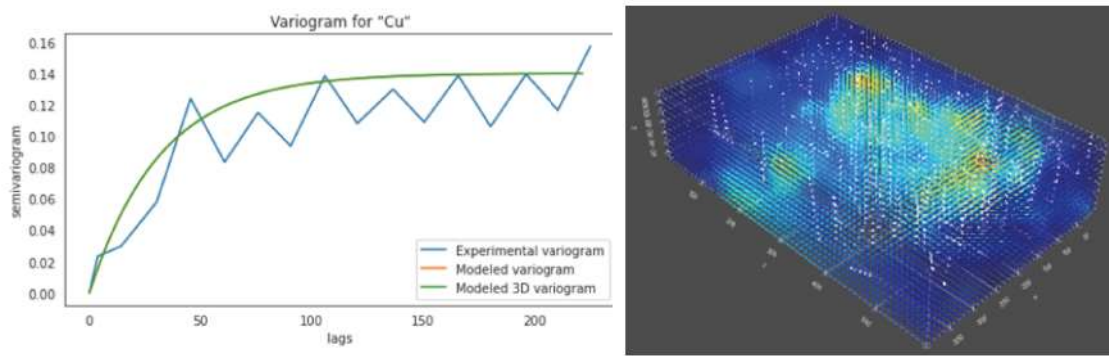 Variogram for "Cu"
0.16
0.14
0.12
0.10
0.08
0.06
0.04
0.02
0.00
semivariogram
Experimental variogram
Modeled variogram
Modeled 3D variogram
0 50 100 150 200
lags